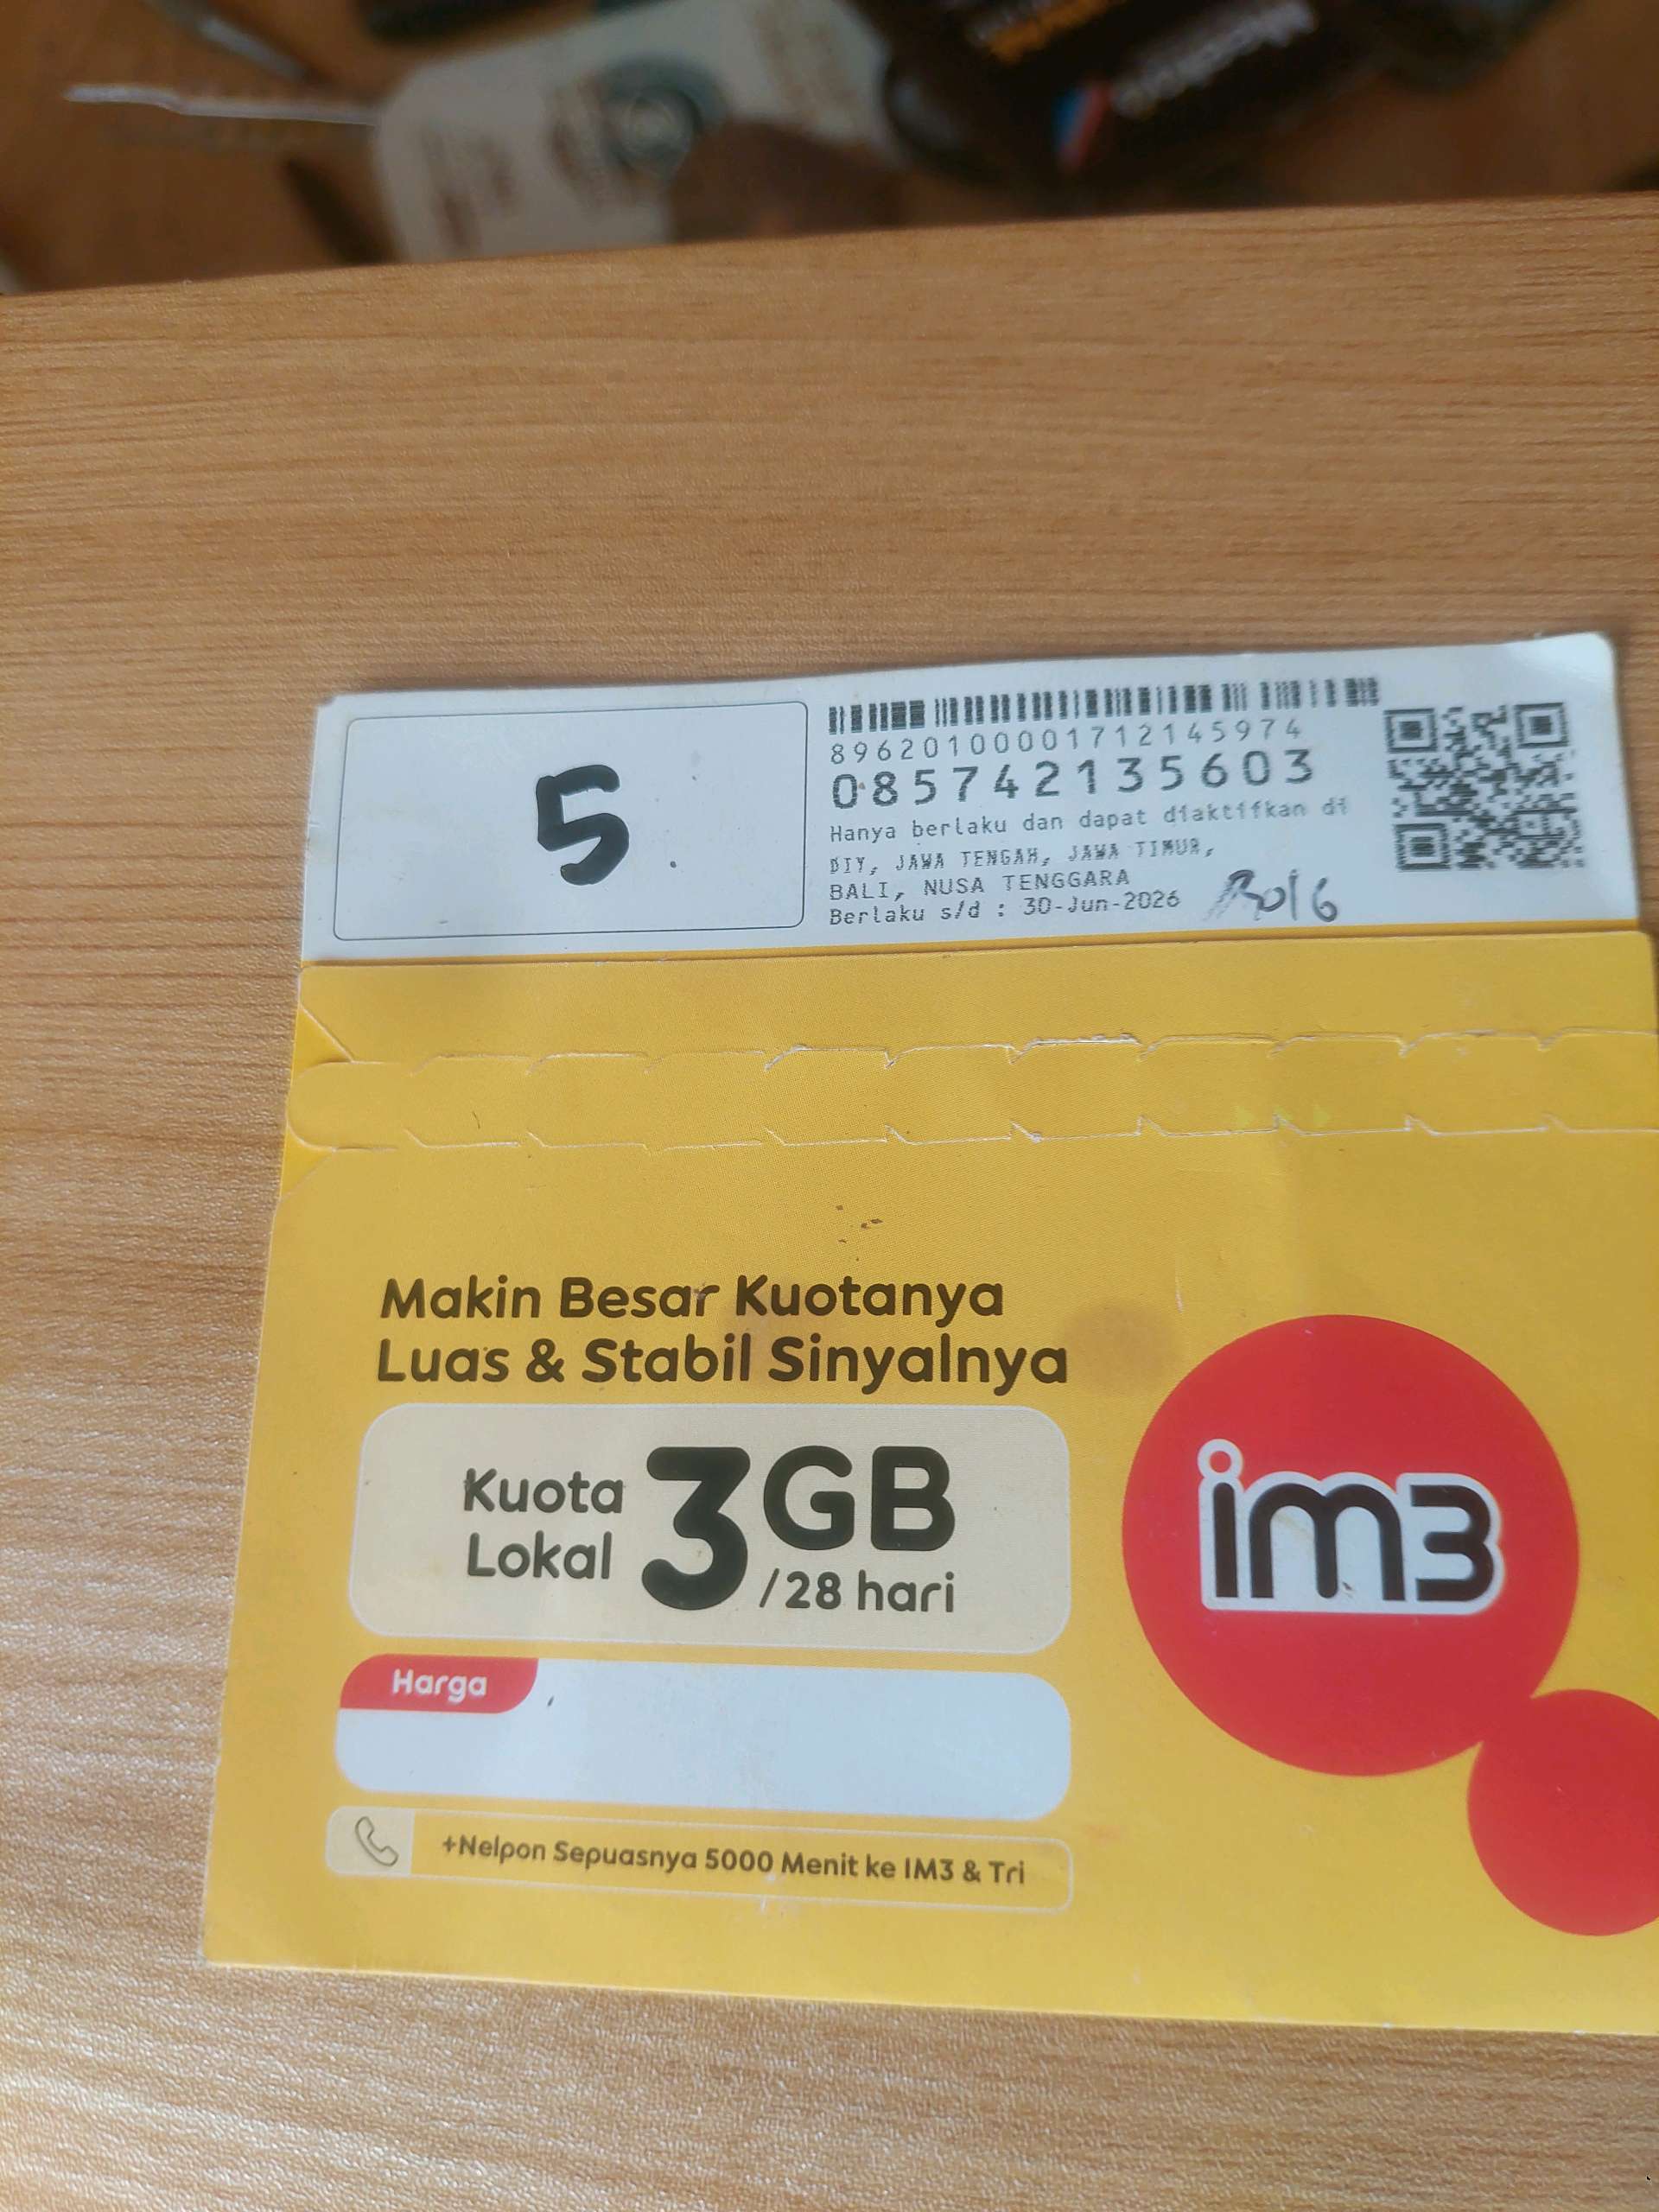 5
89620100001712145974
085742135603
Hanya berlaku dan dapat diaktifkan di
DIY, JAWA TENGAH, JAWA TIMUR,
BALI, NUSA TENGGARA
Berlaku s/d : 30-Jun-2026
Makin Besar Kuotanya
Luas & Stabil Sinyalnya
Kuota
Lokal
3GB
/28 hari
im3
Harga
+Nelpon Sepuasnya 5000 Menit ke IM3 & Tri